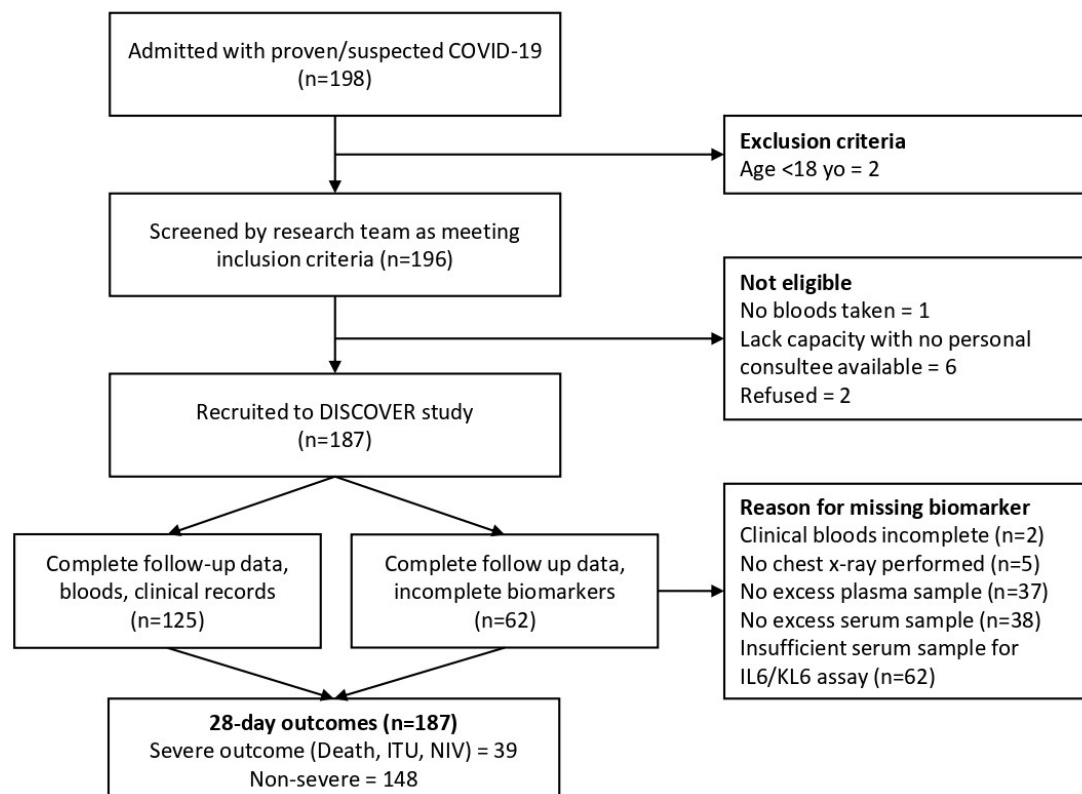 Admitted with proven/suspected COVID-19
(n=198)
Exclusion criteria
Age <18 yo = 2
Screened by research team as meeting
inclusion criteria (n=196)
Not eligible
No bloods taken = 1
Lack capacity with no personal
consultee available = 6
Refused = 2
Recruited to DISCOVER study
(n=187)
Complete follow-up data,
bloods, clinical records
(n=125)
Complete follow up data,
incomplete biomarkers
(n=62)
Reason for missing biomarker
Clinical bloods incomplete (n=2)
No chest x-ray performed (n=5)
No excess plasma sample (n=37)
No excess serum sample (n=38)
Insufficient serum sample for
IL6/KL6 assay (n=62)
28-day outcomes (n=187)
Severe outcome (Death, ITU, NIV) = 39
Non-severe = 148